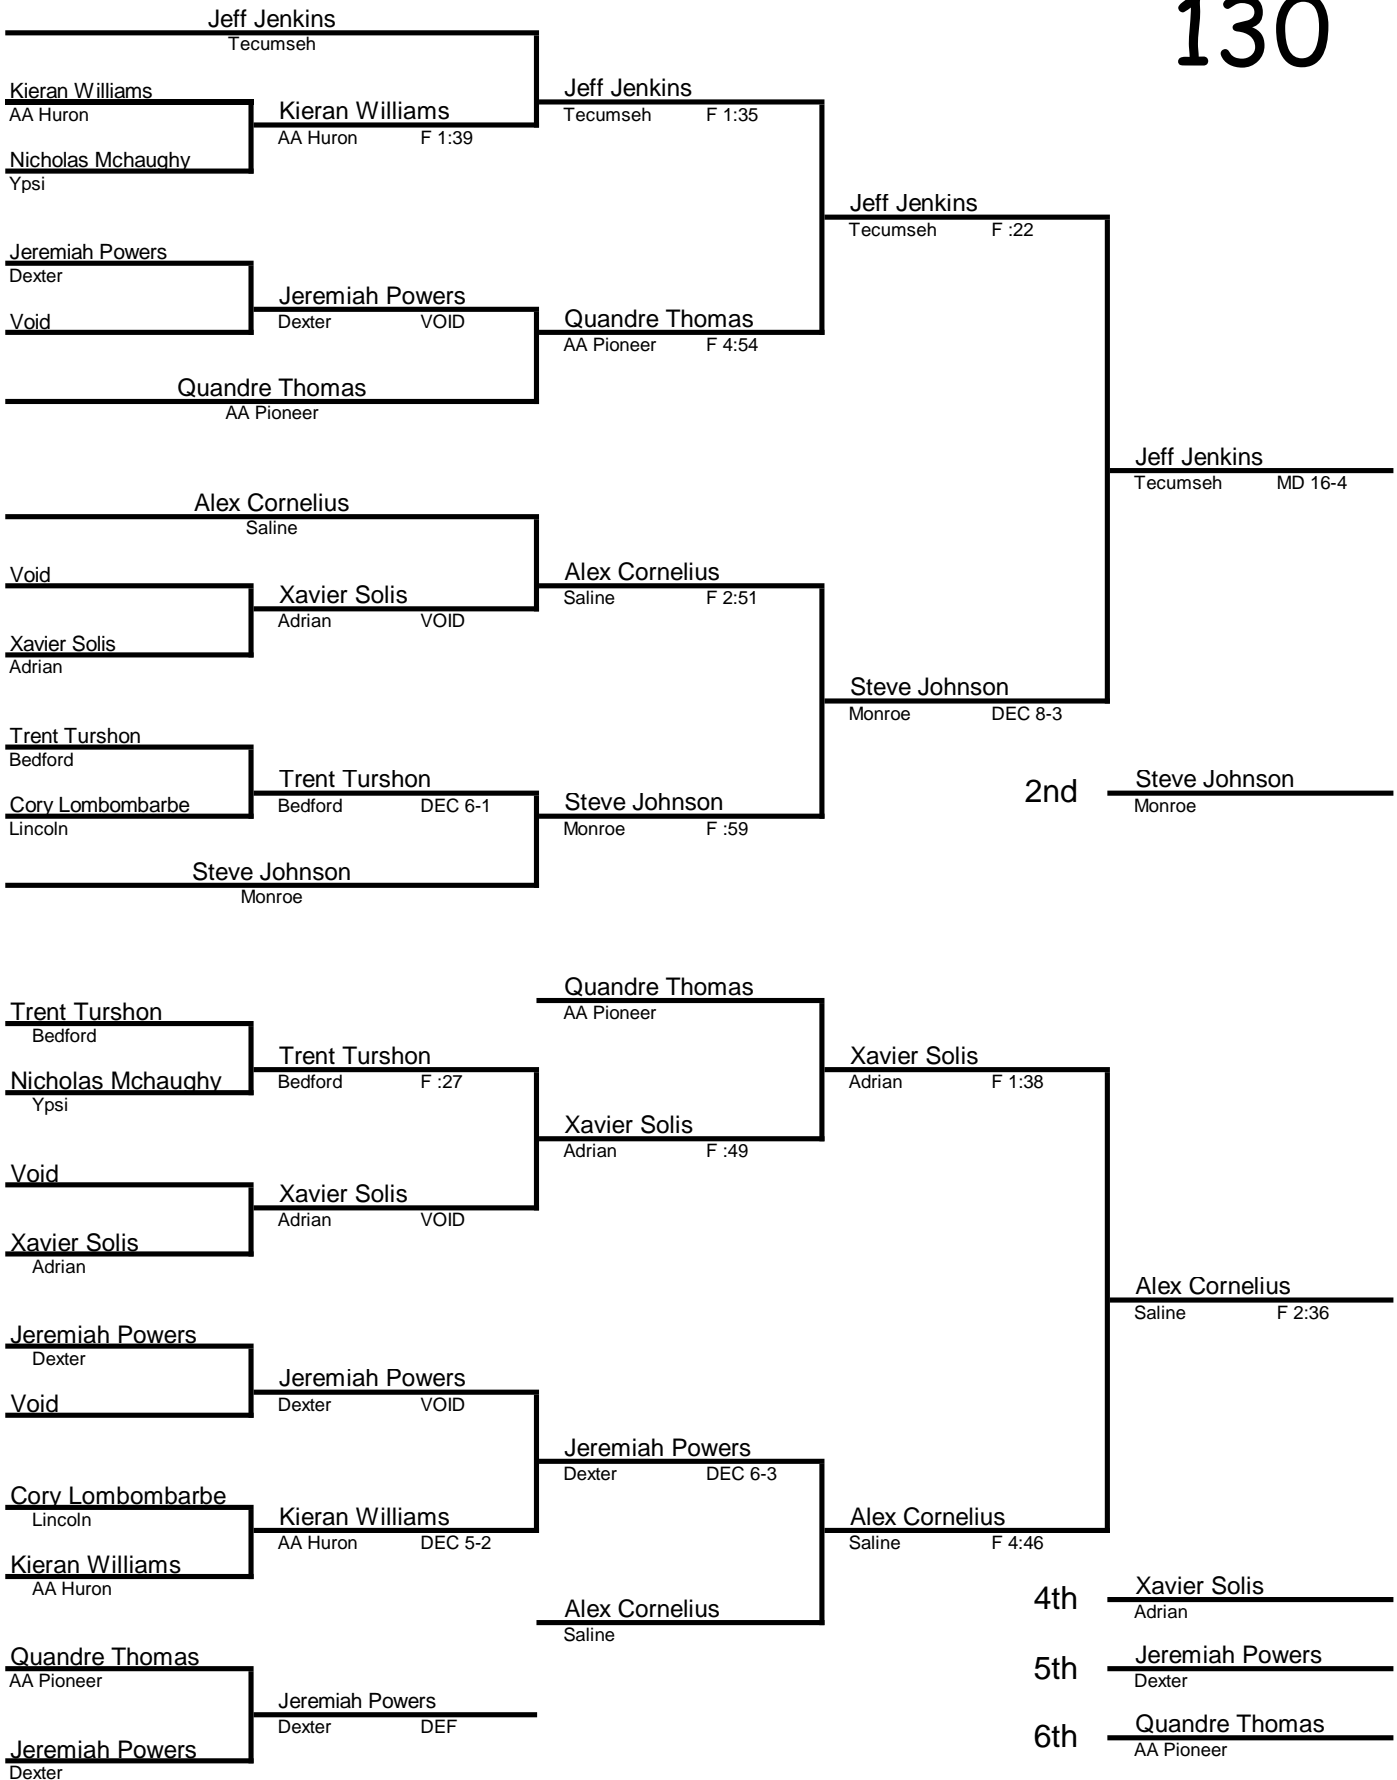 130
Jeff Jenkins
Tecumseh
Kieran Williams
AA Huron
Nicholas Mchaughy
Ypsi
Kieran Williams
AA Huron F 1:39
Jeff Jenkins
Tecumseh F 1:35
Jeremiah Powers
Dexter
Void
Jeremiah Powers
Dexter VOID
Quandre Thomas
AA Pioneer
Quandre Thomas
AA Pioneer F 4:54
Jeff Jenkins
Tecumseh F :22
Alex Cornelius
Saline
Void
Xavier Solis
Adrian
Xavier Solis
Adrian VOID
Alex Cornelius
Saline F 2:51
Trent Turshon
Bedford
Cory Lombombarbe
Lincoln
Trent Turshon
Bedford DEC 6-1
Steve Johnson
Monroe
Steve Johnson
Monroe F :59
Steve Johnson
Monroe DEC 8-3
Jeff Jenkins
Tecumseh MD 16-4
2nd Steve Johnson
Monroe
Trent Turshon
Bedford
Nicholas Mchaughy
Ypsi
Trent Turshon
Bedford F :27
Void
Xavier Solis
Adrian
Xavier Solis
Adrian VOID
Quandre Thomas
AA Pioneer
Xavier Solis
Adrian F :49
Xavier Solis
Adrian F 1:38
Jeremiah Powers
Dexter
Void
Jeremiah Powers
Dexter VOID
Cory Lombombarbe
Lincoln
Kieran Williams
AA Huron
Kieran Williams
AA Huron DEC 5-2
Jeremiah Powers
Dexter DEC 6-3
Alex Cornelius
Saline
Alex Cornelius
Saline F 4:46
Alex Cornelius
Saline F 2:36
Quandre Thomas
AA Pioneer
Jeremiah Powers
Dexter
Jeremiah Powers
Dexter DEF
4th Xavier Solis
Adrian
5th Jeremiah Powers
Dexter
6th Quandre Thomas
AA Pioneer